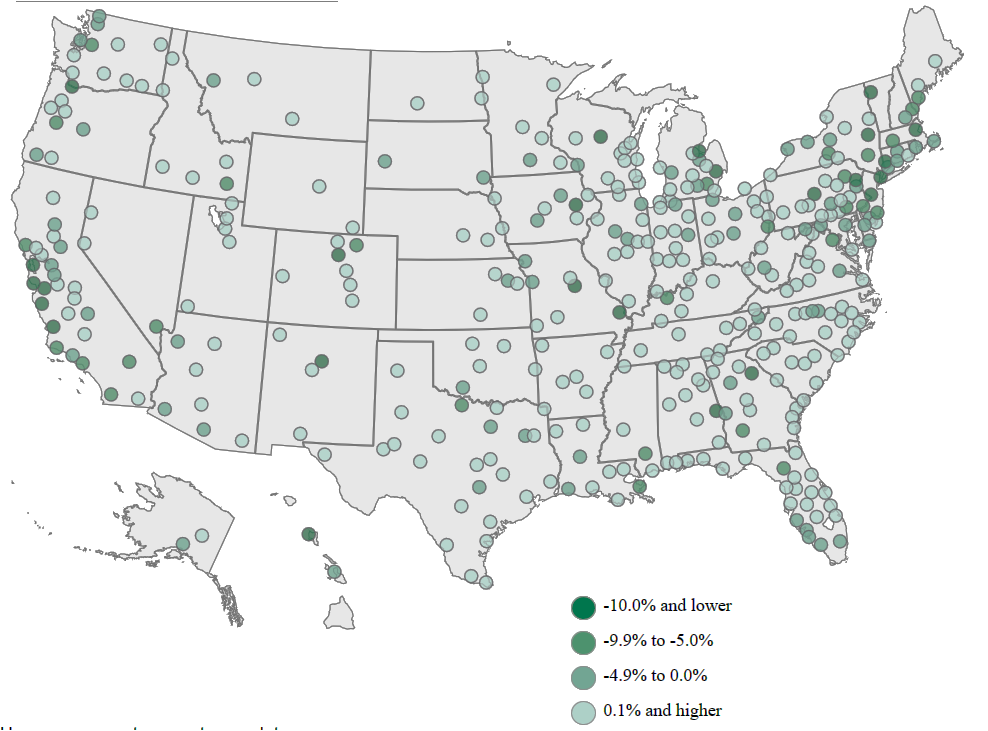 -10.0% and lower
-9.9% to -5.0%
-4.9% to 0.0%
0.1% and higher